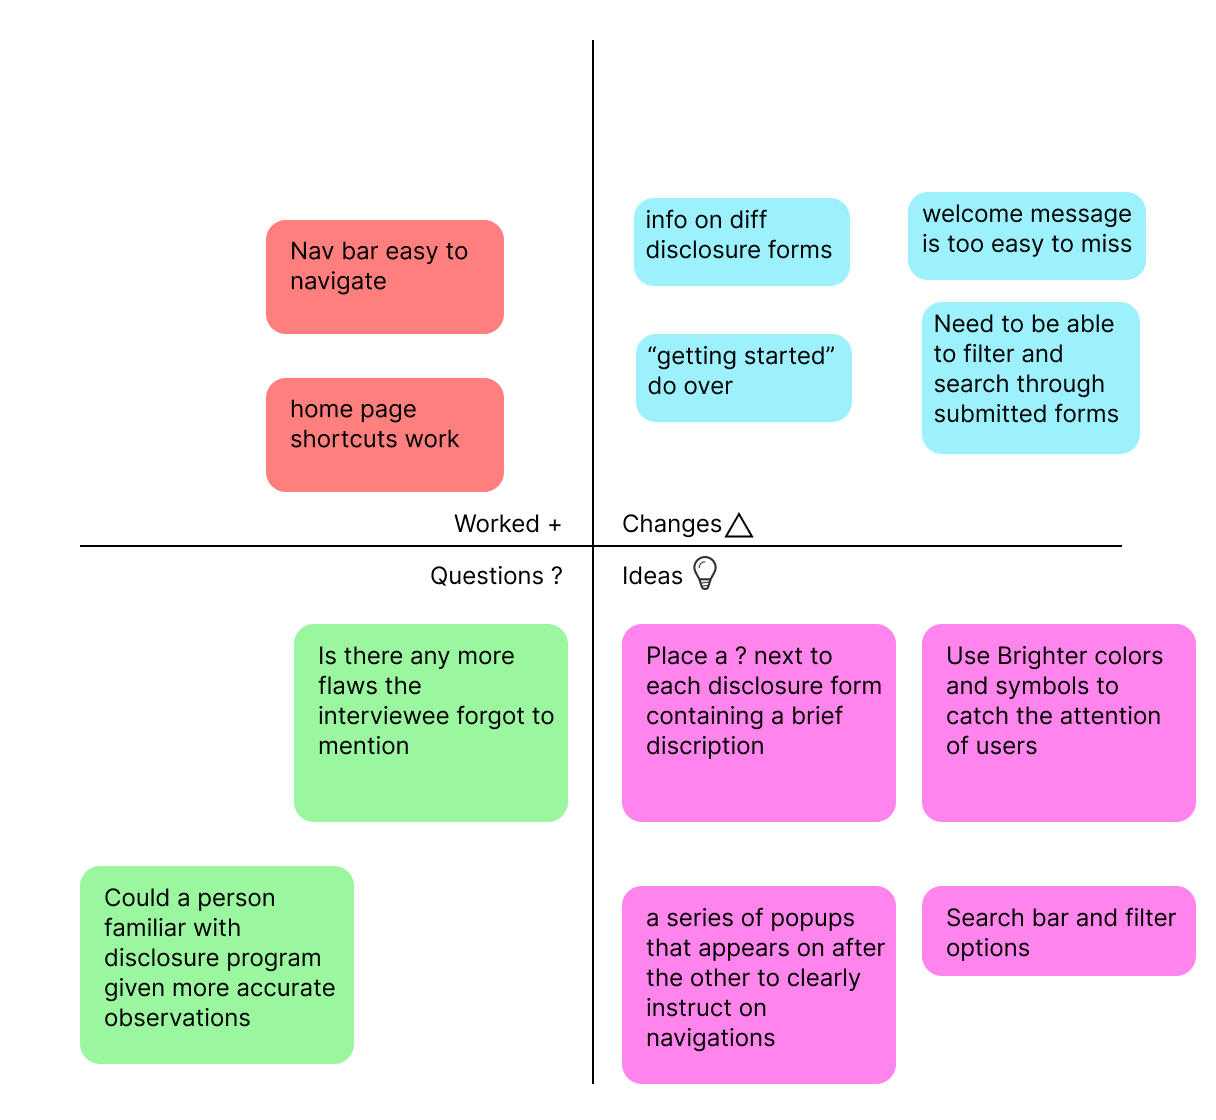 Nav bar easy to
navigate
home page
shortcuts work
info on diff
disclosure forms
welcome message
is too easy to miss
“getting started”
do over
Need to be able
to filter and
search through
submitted forms
Worked +
Changes
Questions ?
Ideas
Is there any more
flaws the
interviewee forgot to
mention
Could a person
familiar with
disclosure program
given more accurate
observations
Place a ? next to
each disclosure form
containing a brief
discription
Use Brighter colors
and symbols to
catch the attention
of users
a series of popups
that appears on after
the other to clearly
instruct on
navigations
Search bar and filter
options